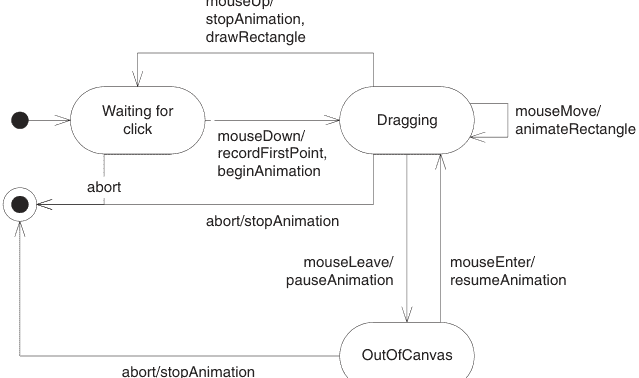 mouseUp/
stopAnimation,
drawRectangle
Waiting for
click
Dragging
mouseMove/
animateRectangle
mouseDown/
recordFirstPoint,
beginAnimation
abort
abort/stopAnimation
mouseLeave/
pauseAnimation
mouseEnter/
resumeAnimation
OutOfCanvas
abort/stopAnimation